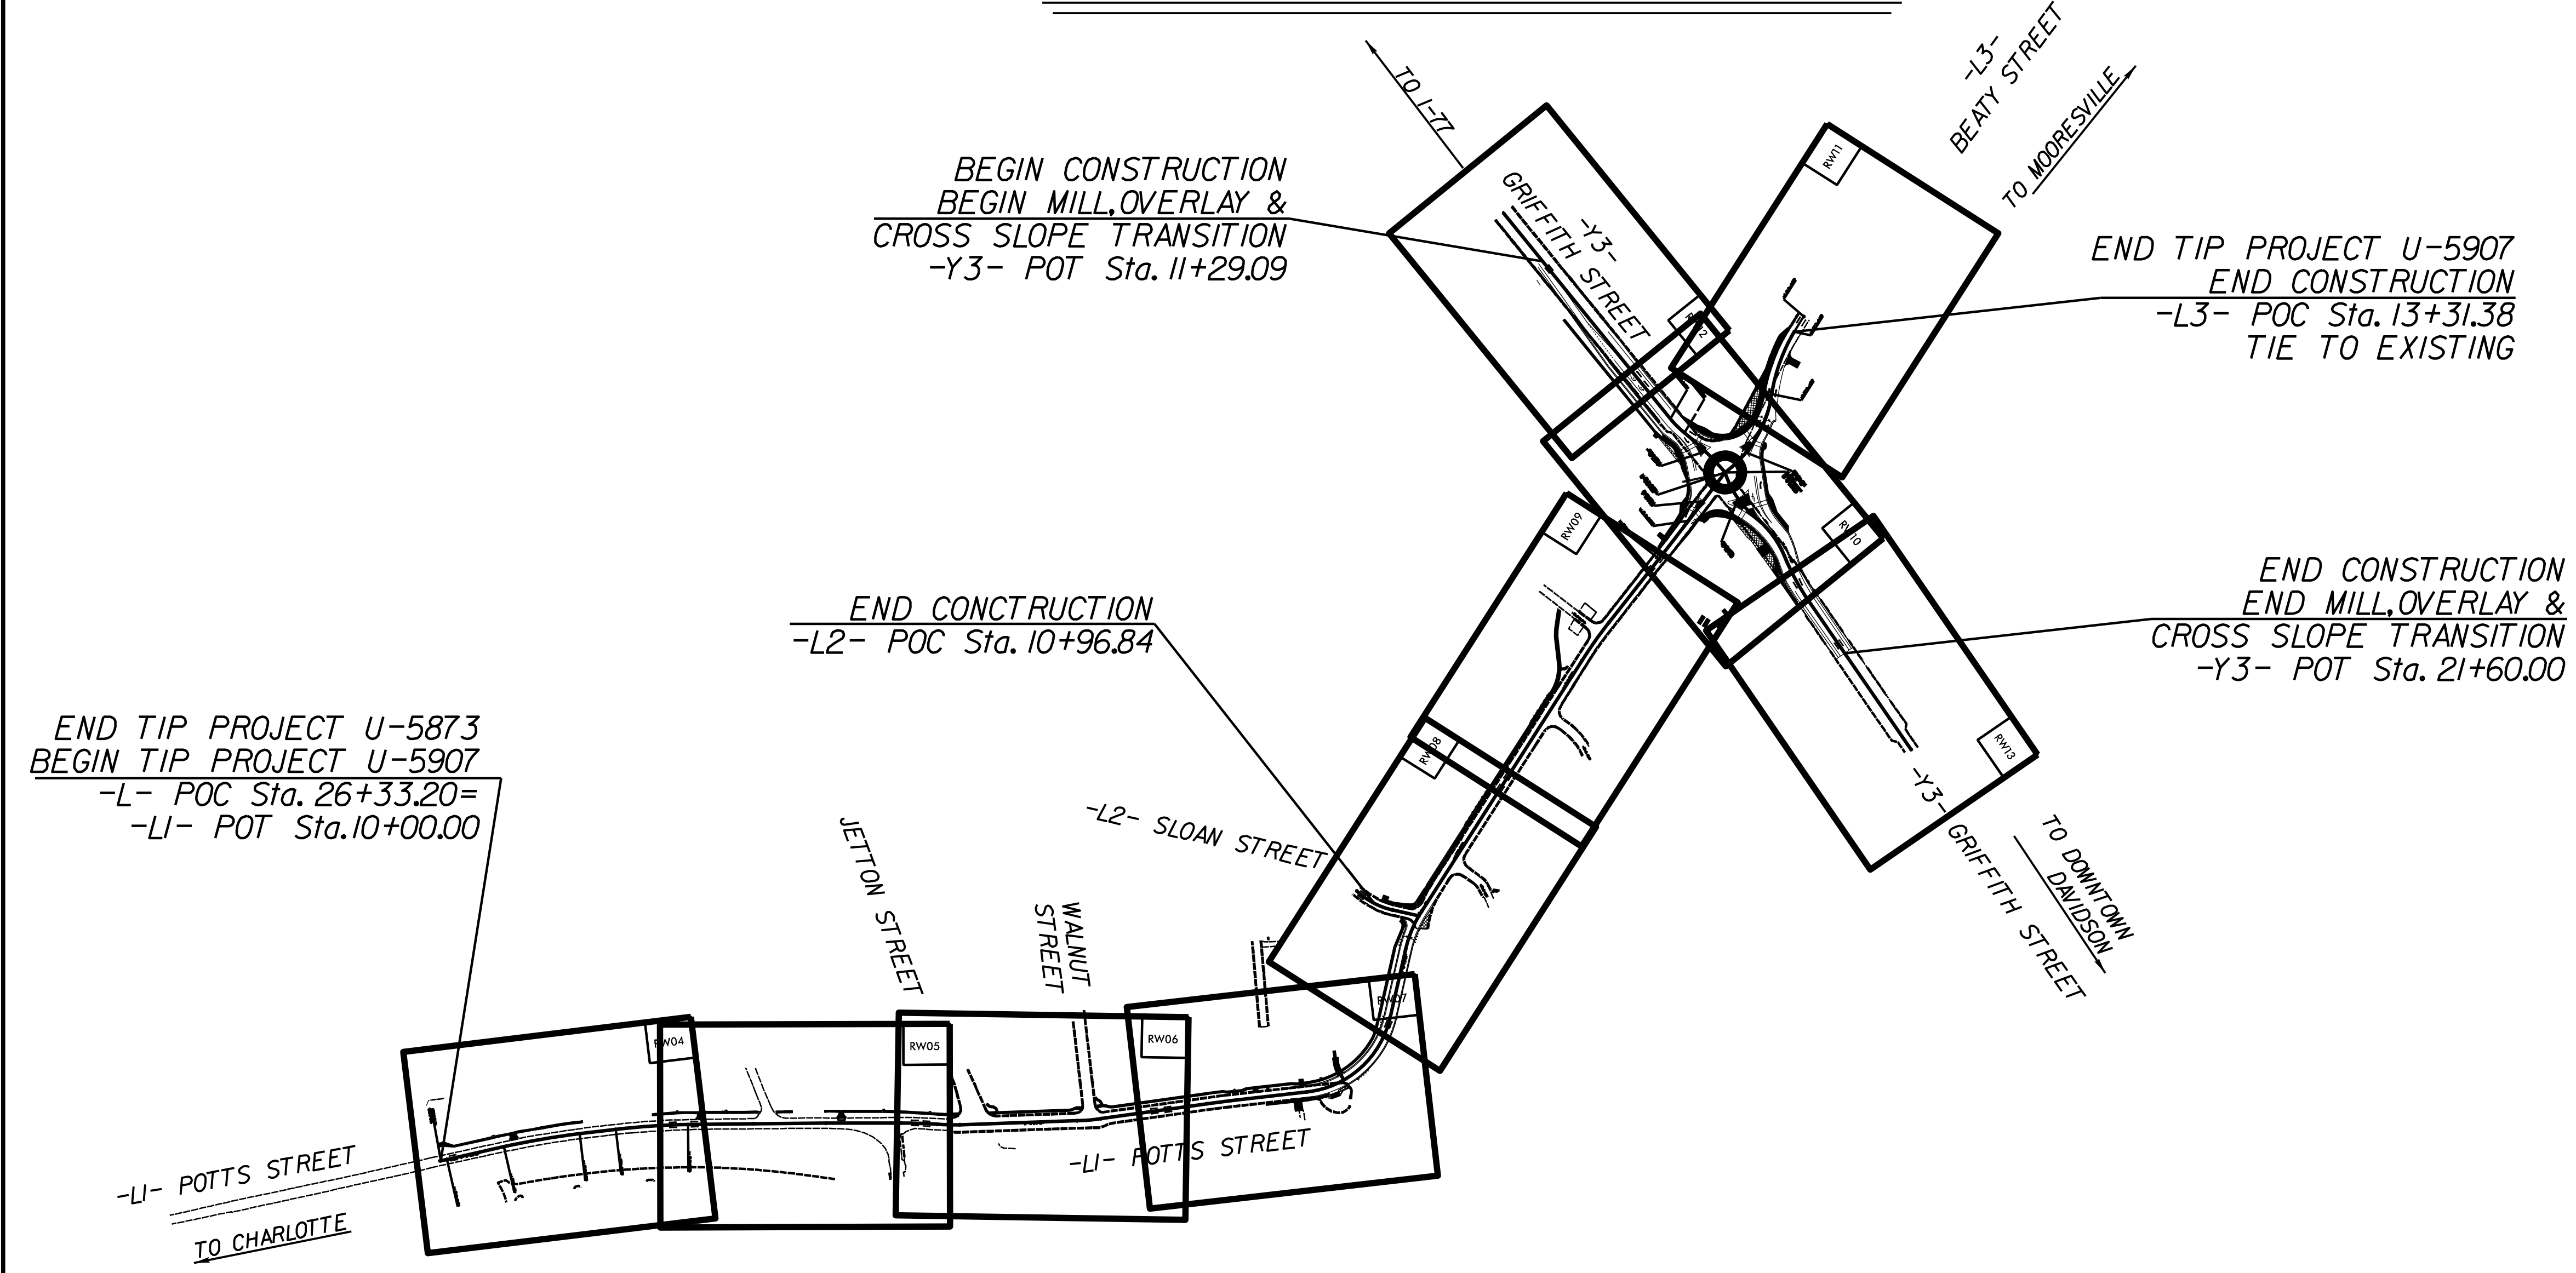 -L3-
BEATY STREET
TO MOORESVILLE
TO I-77
BEGIN CONSTRUCTION
BEGIN MILL,OVERLAY &
CROSS SLOPE TRANSITION
-Y3- POT Sta. 11+29.09
-Y3-
GRIFFITH STREET
RW11
RW12
END TIP PROJECT U-5907
END CONSTRUCTION
-L3- POC Sta. 13+31.38
TIE TO EXISTING
RW09
RW10
END CONSTRUCTION
END MILL,OVERLAY &
CROSS SLOPE TRANSITION
-Y3- POT Sta. 21+60.00
END CONCTRUCTION
-L2- POC Sta. 10+96.84
RW08
RW13
END TIP PROJECT U-5873
BEGIN TIP PROJECT U-5907
-L- POC Sta. 26+33.20=
-L1- POT Sta.10+00.00
-L2- SLOAN STREET
-Y3- GRIFFITH STREET
TO DOWNTOWN
DAVIDSON
JETTON STREET
WALNUT
STREET
RW07
RW04
RW05
RW06
-L1- POTTS STREET
-L1- POTTS STREET
TO CHARLOTTE